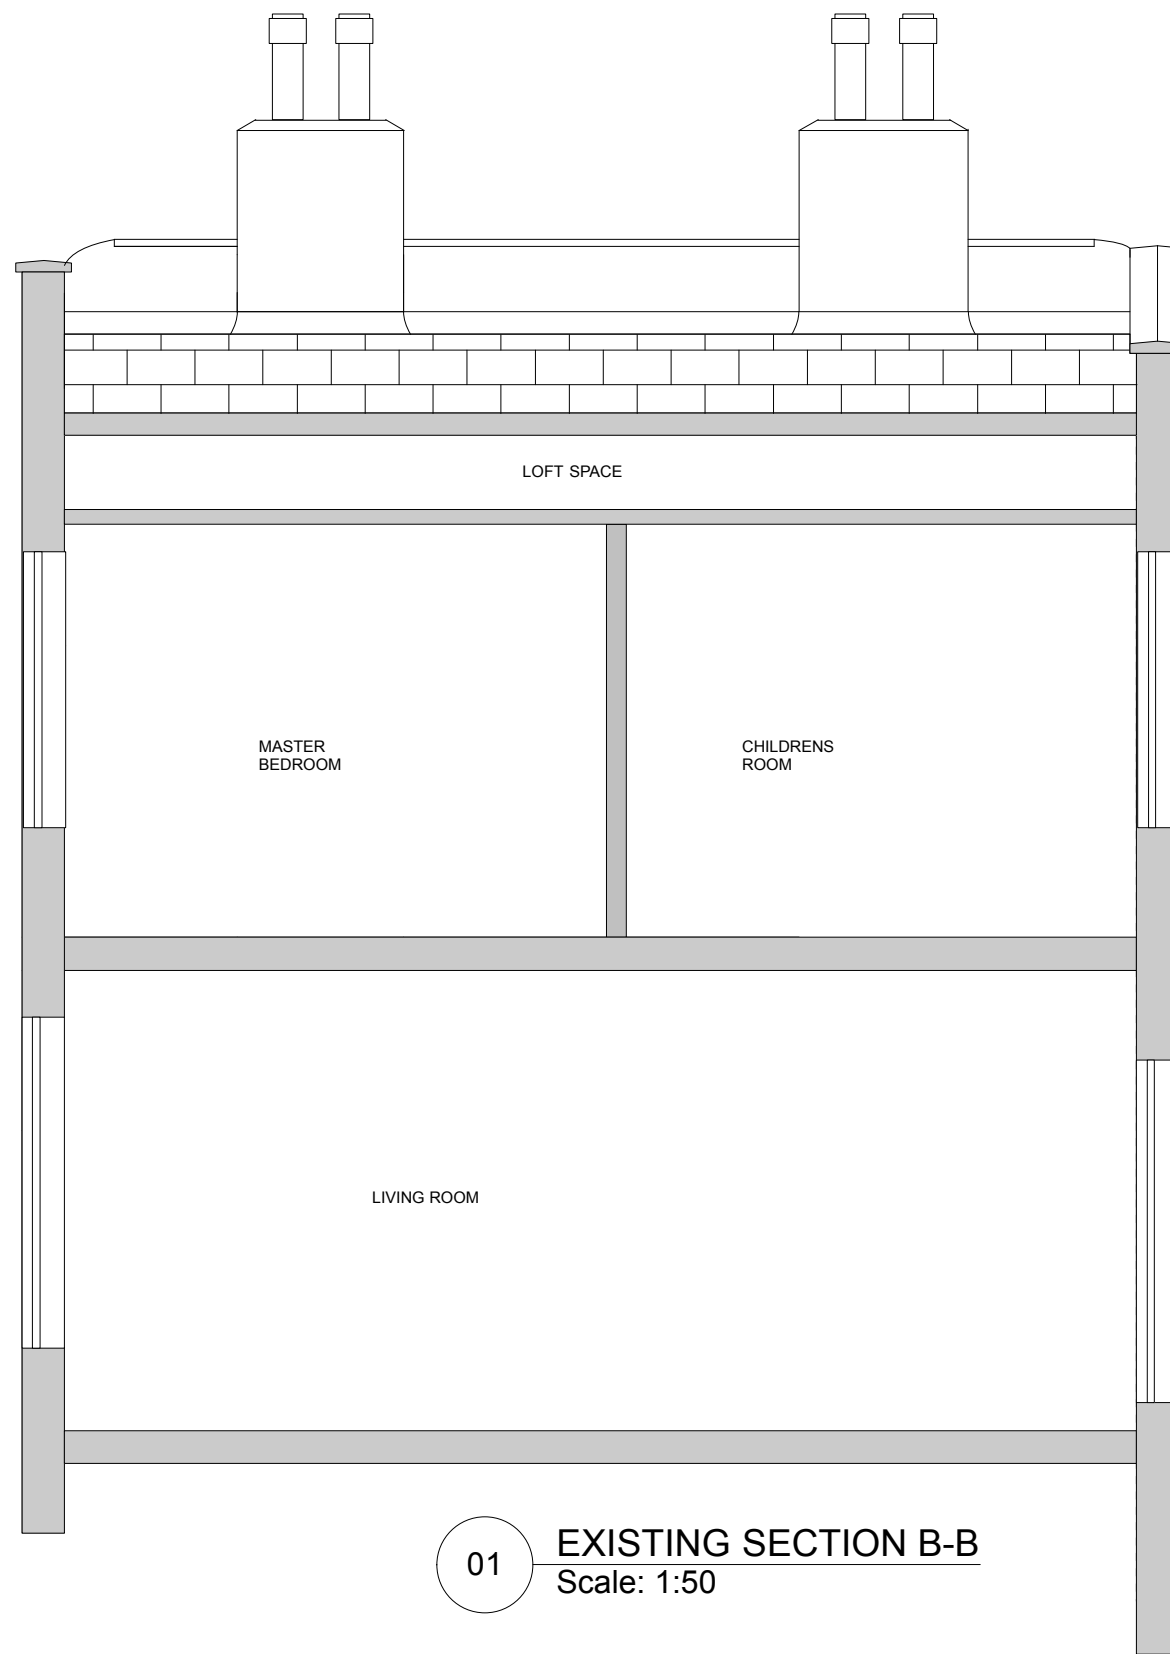 LOFT SPACE
MASTER
BEDROOM
CHILDRENS
ROOM
LIVING ROOM
01
EXISTING SECTION B-B
Scale: 1:50